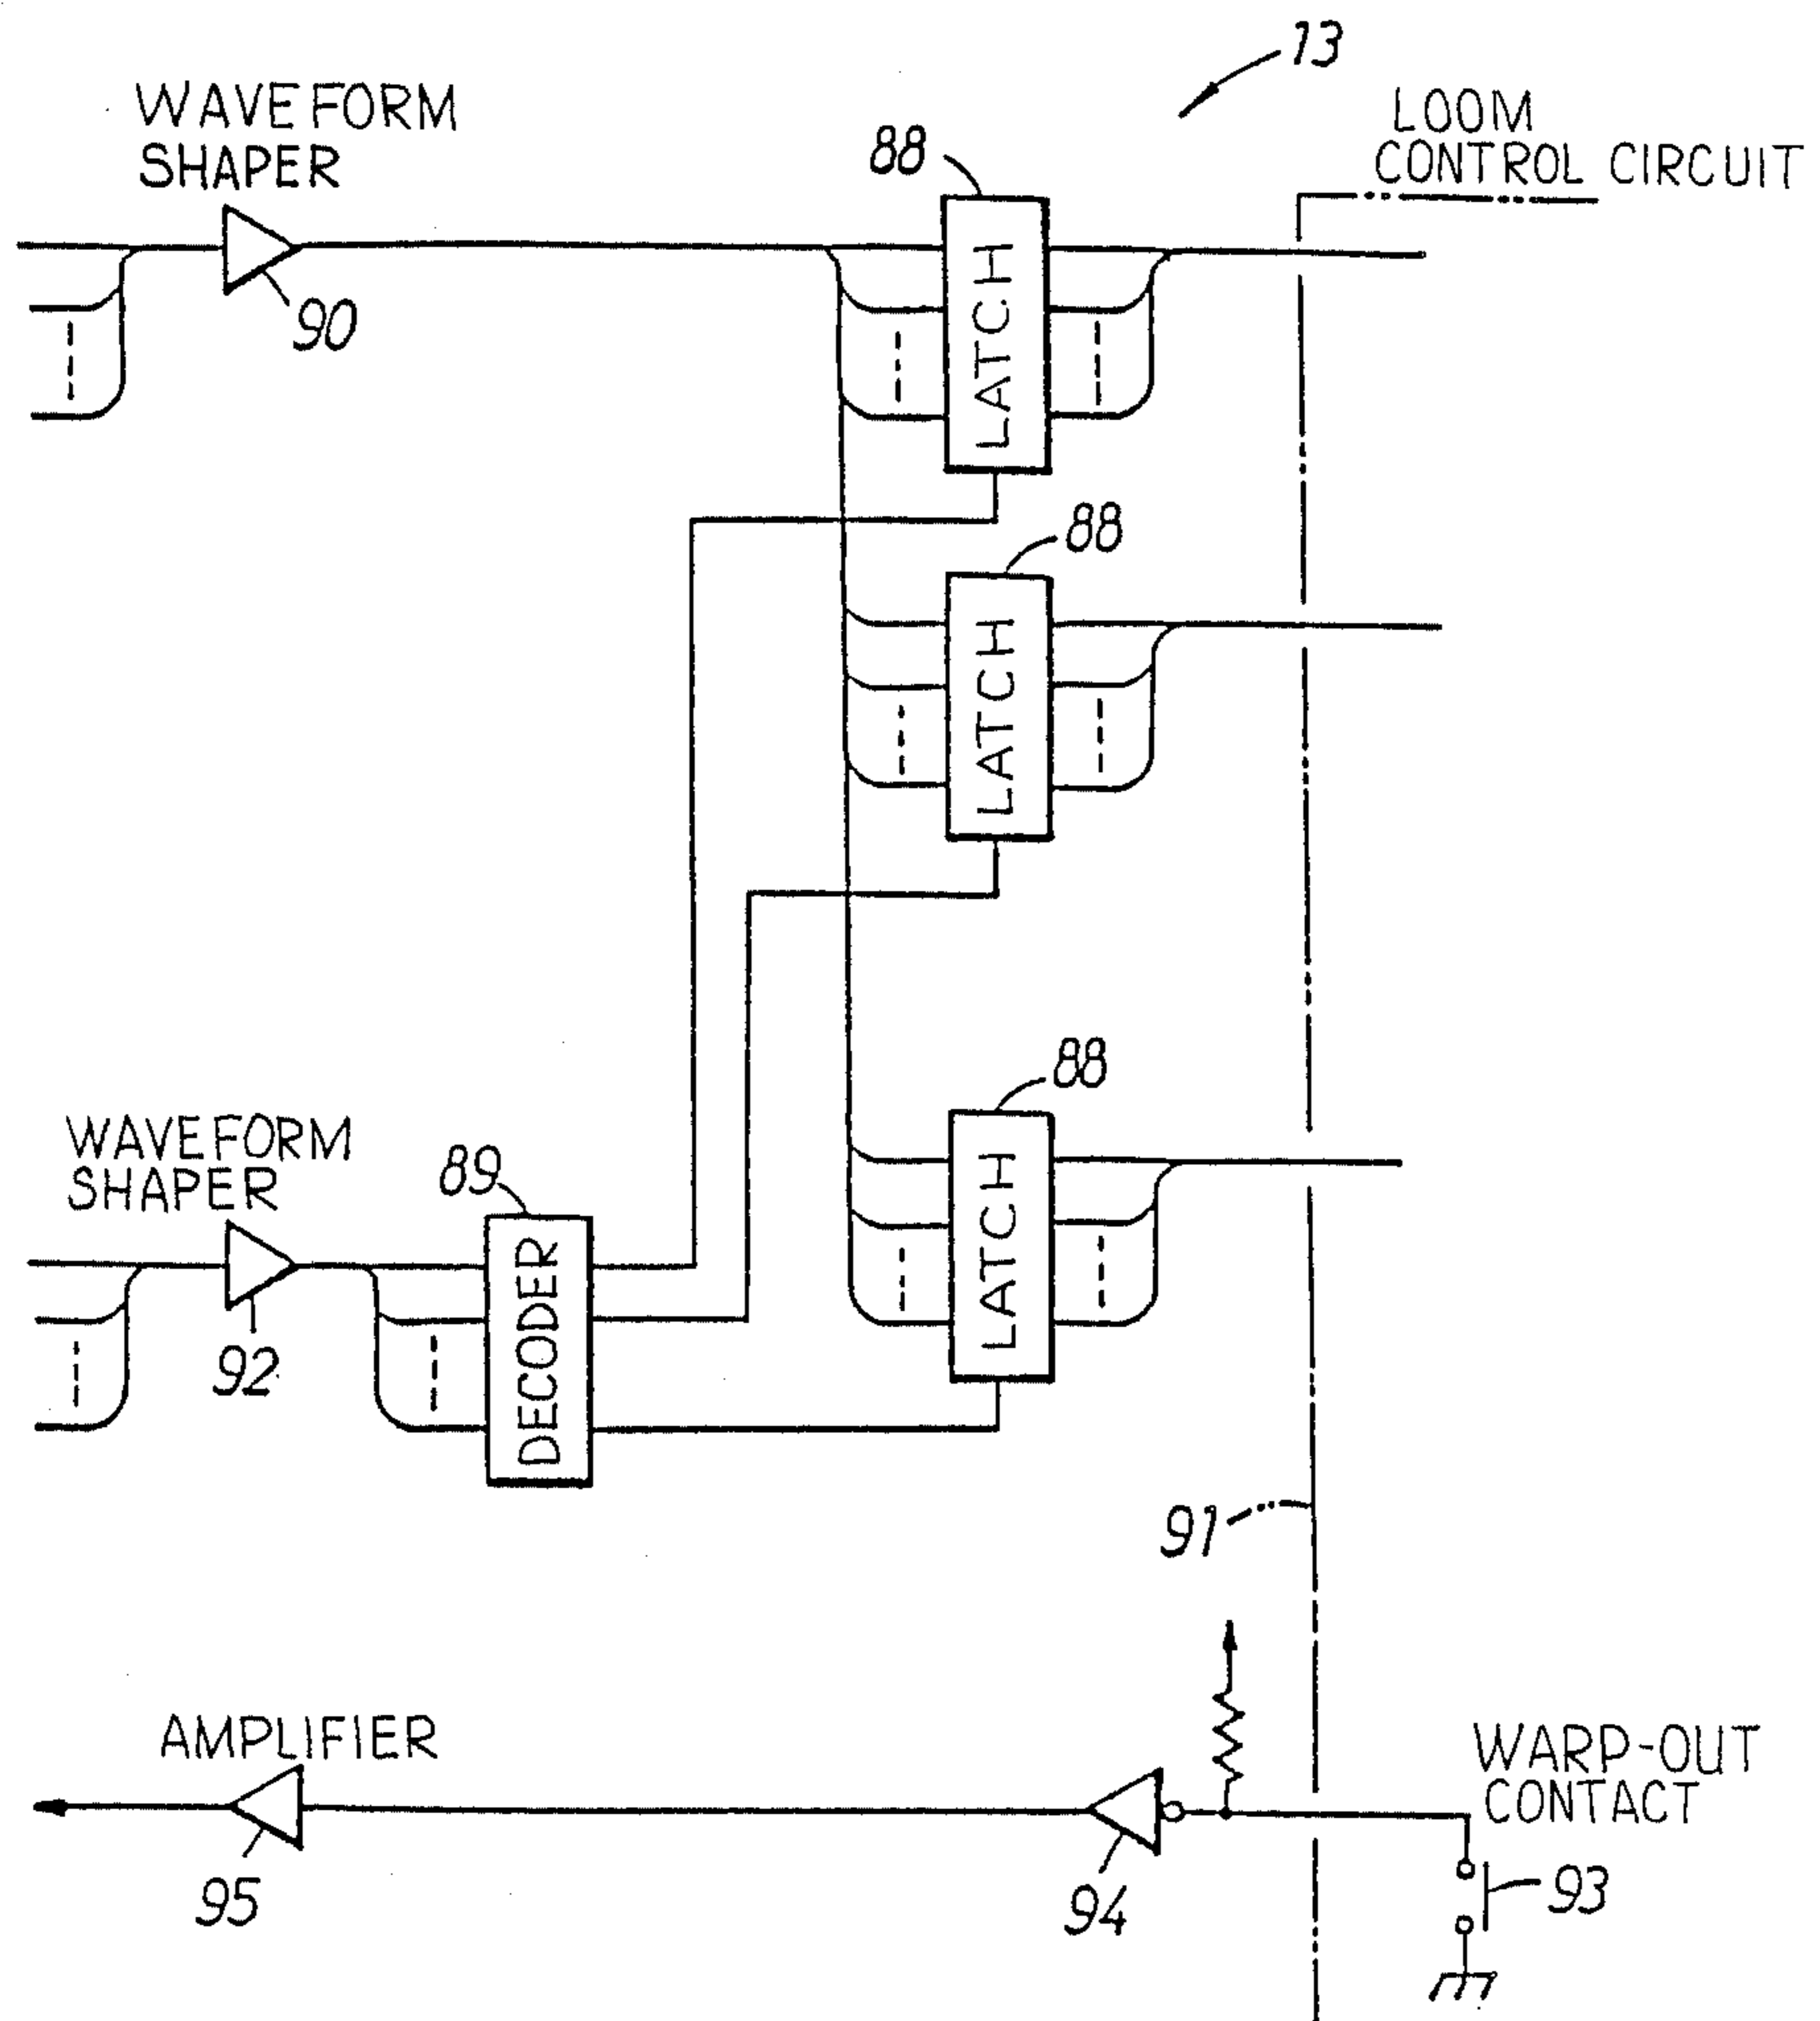 13
WAVEFORM
SHAPER
88
LOOM
CONTROL CIRCUIT
90
LATCH
88
LATCH
88
LATCH
WAVEFORM
SHAPER
89
92
DECODER
91
AMPLIFIER
WARP-OUT
CONTACT
95
94
93